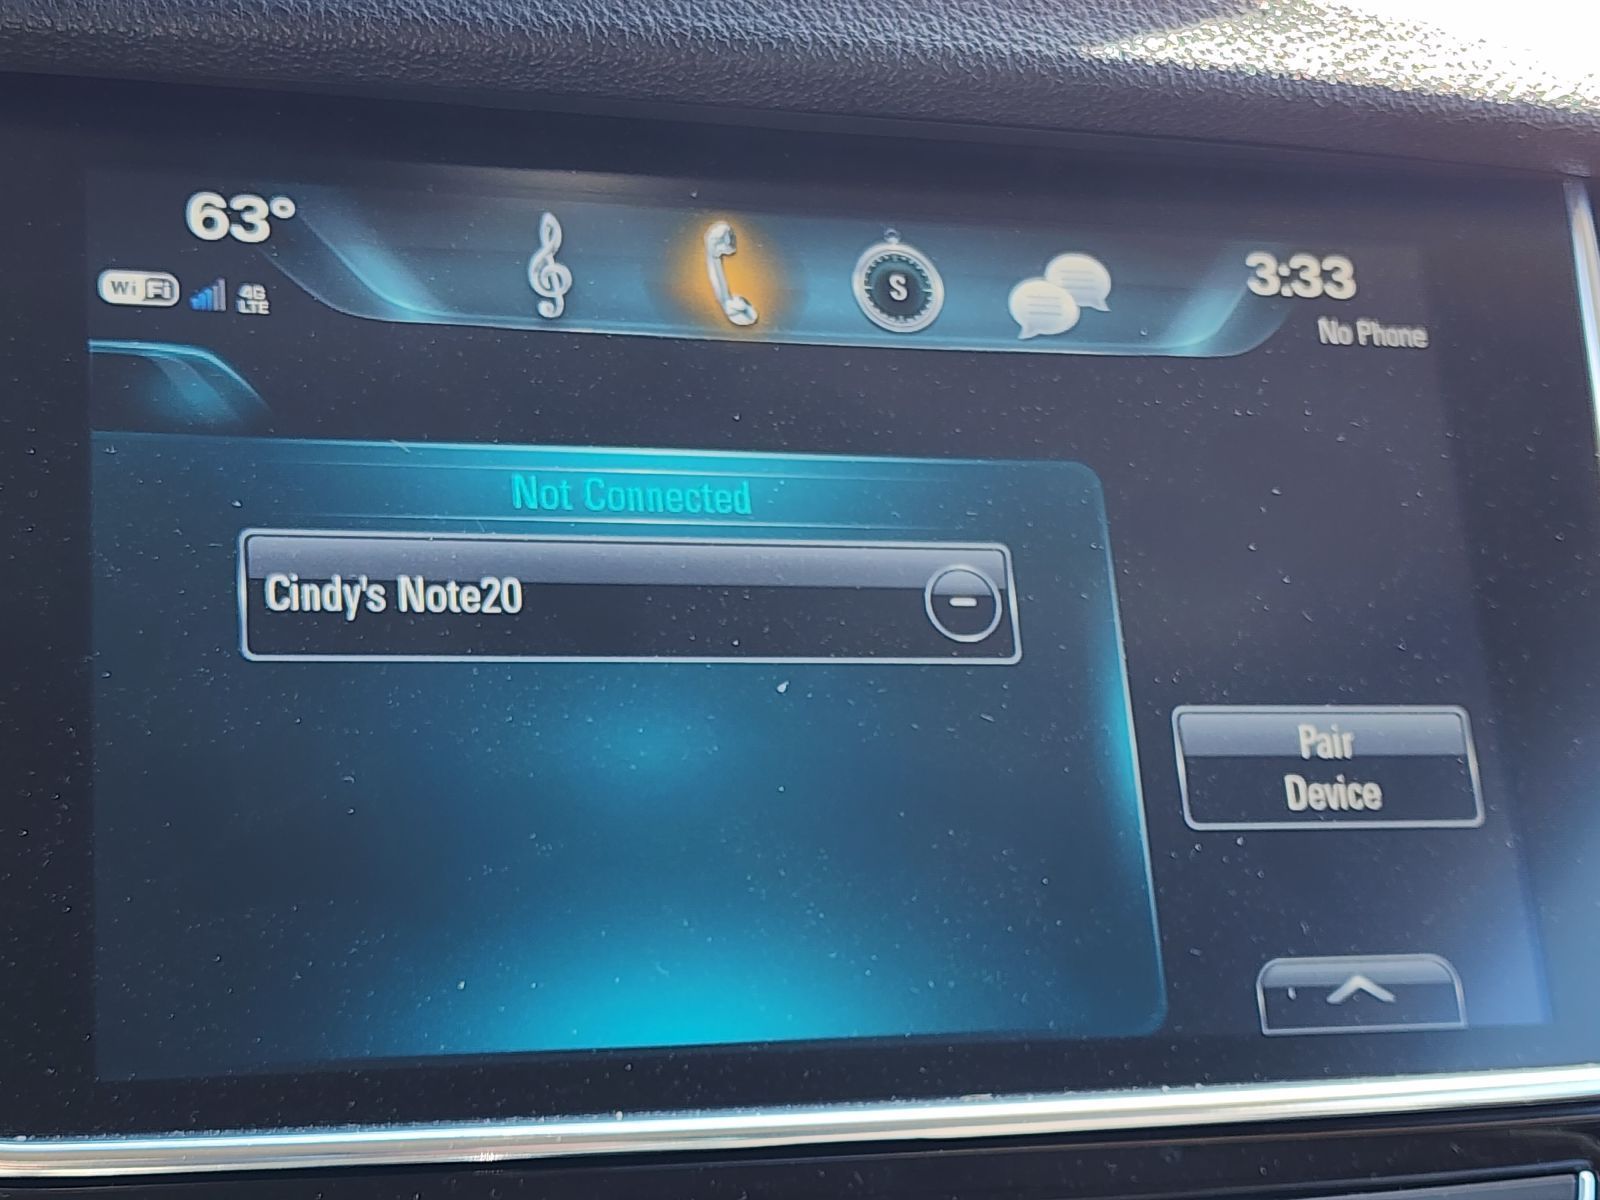 63°
WiFi
4G
LTE
S
3:33
No Phone
Not Connected
Cindy's Note20
Pair
Device